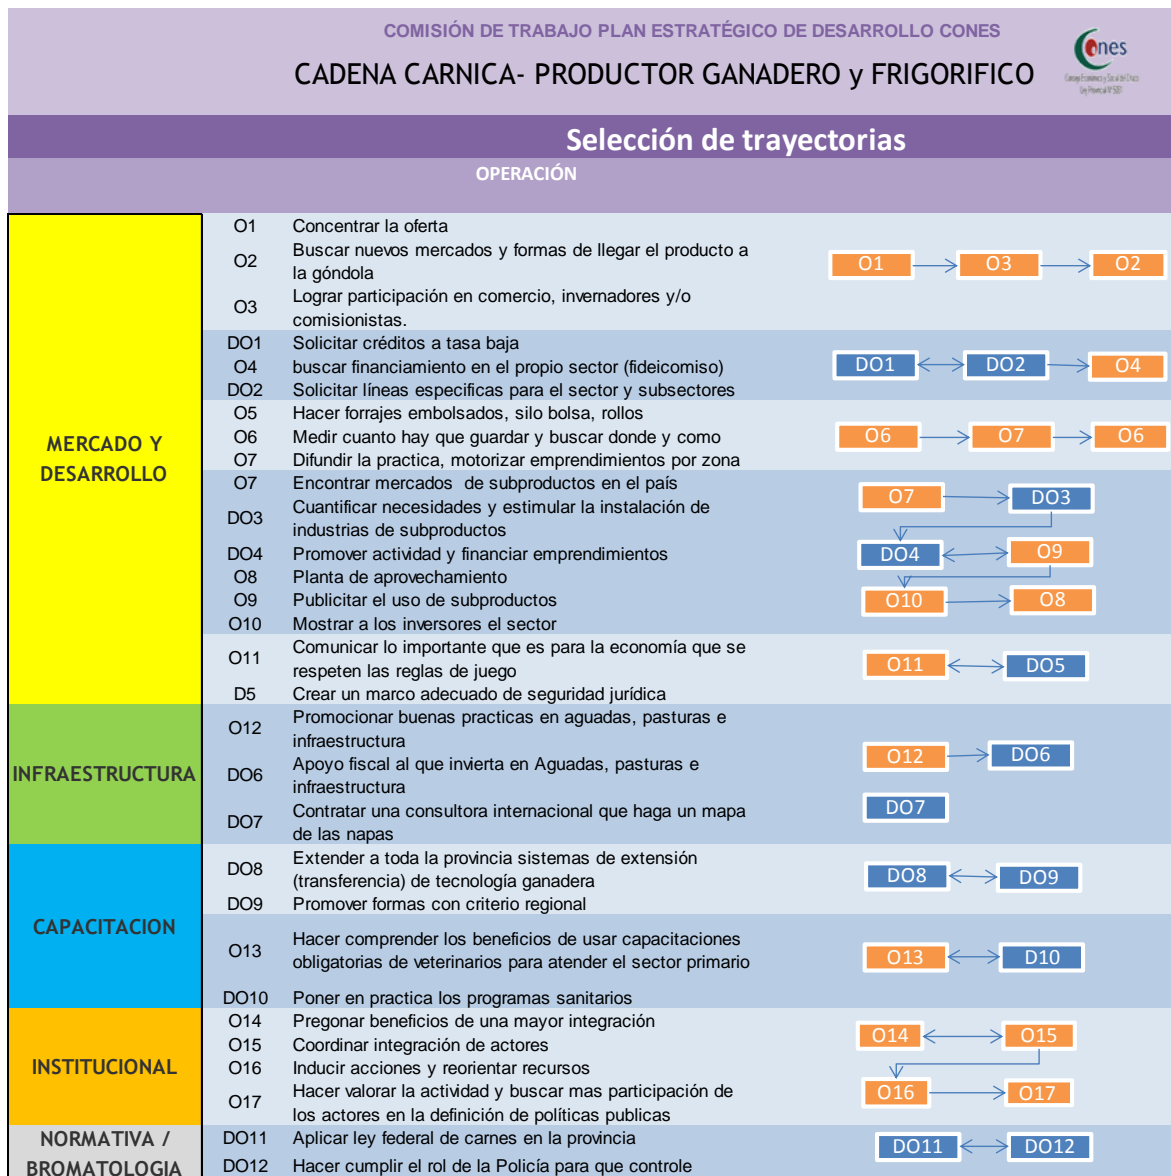 COMISIÓN DE TRABAJO PLAN ESTRATÉGICO DE DESARROLLO CONES
CADENA CARNICA- PRODUCTOR GANADERO y FRIGORIFICO
Cones
Selección de trayectorias
OPERACIÓN
MERCADO Y
DESARROLLO
O1 Concentrar la oferta
O2 Buscar nuevos mercados y formas de llegar el producto a
la góndola
O3 Lograr participación en comercio, invernadores y/o
comisionistas.
O1 O3 O2
DO1 Solicitar créditos a tasa baja
O4 buscar financiamiento en el propio sector (fideicomiso)
DO2 Solicitar líneas especificas para el sector y subsectores
DO1 DO2 O4
O5 Hacer forrajes embolsados, silo bolsa, rollos
O6 Medir cuanto hay que guardar y buscar donde y como
O7 Difundir la practica, motorizar emprendimientos por zona
O6 O7 O6
O7 Encontrar mercados de subproductos en el país
DO3 Cuantificar necesidades y estimular la instalación de
industrias de subproductos
DO4 Promover actividad y financiar emprendimientos
O8 Planta de aprovechamiento
O9 Publicitar el uso de subproductos
O10 Mostrar a los inversores el sector
O7 DO3
DO4 O9
O10 O8
O11 Comunicar lo importante que es para la economía que se
respeten las reglas de juego
D5 Crear un marco adecuado de seguridad jurídica
O11 DO5
INFRAESTRUCTURA
O12 Promocionar buenas practicas en aguadas, pasturas e
infraestructura
DO6 Apoyo fiscal al que invierta en Aguadas, pasturas e
infraestructura
DO7 Contratar una consultora internacional que haga un mapa
de las napas
O12 DO6
DO7
CAPACITACION
DO8 Extender a toda la provincia sistemas de extensión
(transferencia) de tecnología ganadera
DO9 Promover formas con criterio regional
DO8 DO9
O13 Hacer comprender los beneficios de usar capacitaciones
obligatorias de veterinarios para atender el sector primario
DO10 Poner en practica los programas sanitarios
O13 D10
INSTITUCIONAL
O14 Pregonar beneficios de una mayor integración
O15 Coordinar integración de actores
O16 Inducir acciones y reorientar recursos
O17 Hacer valorar la actividad y buscar mas participación de
los actores en la definición de políticas publicas
O14 O15
O16 O17
NORMATIVA /
BROMATOLOGIA
DO11 Aplicar ley federal de carnes en la provincia
DO12 Hacer cumplir el rol de la Policía para que controle
DO11 DO12